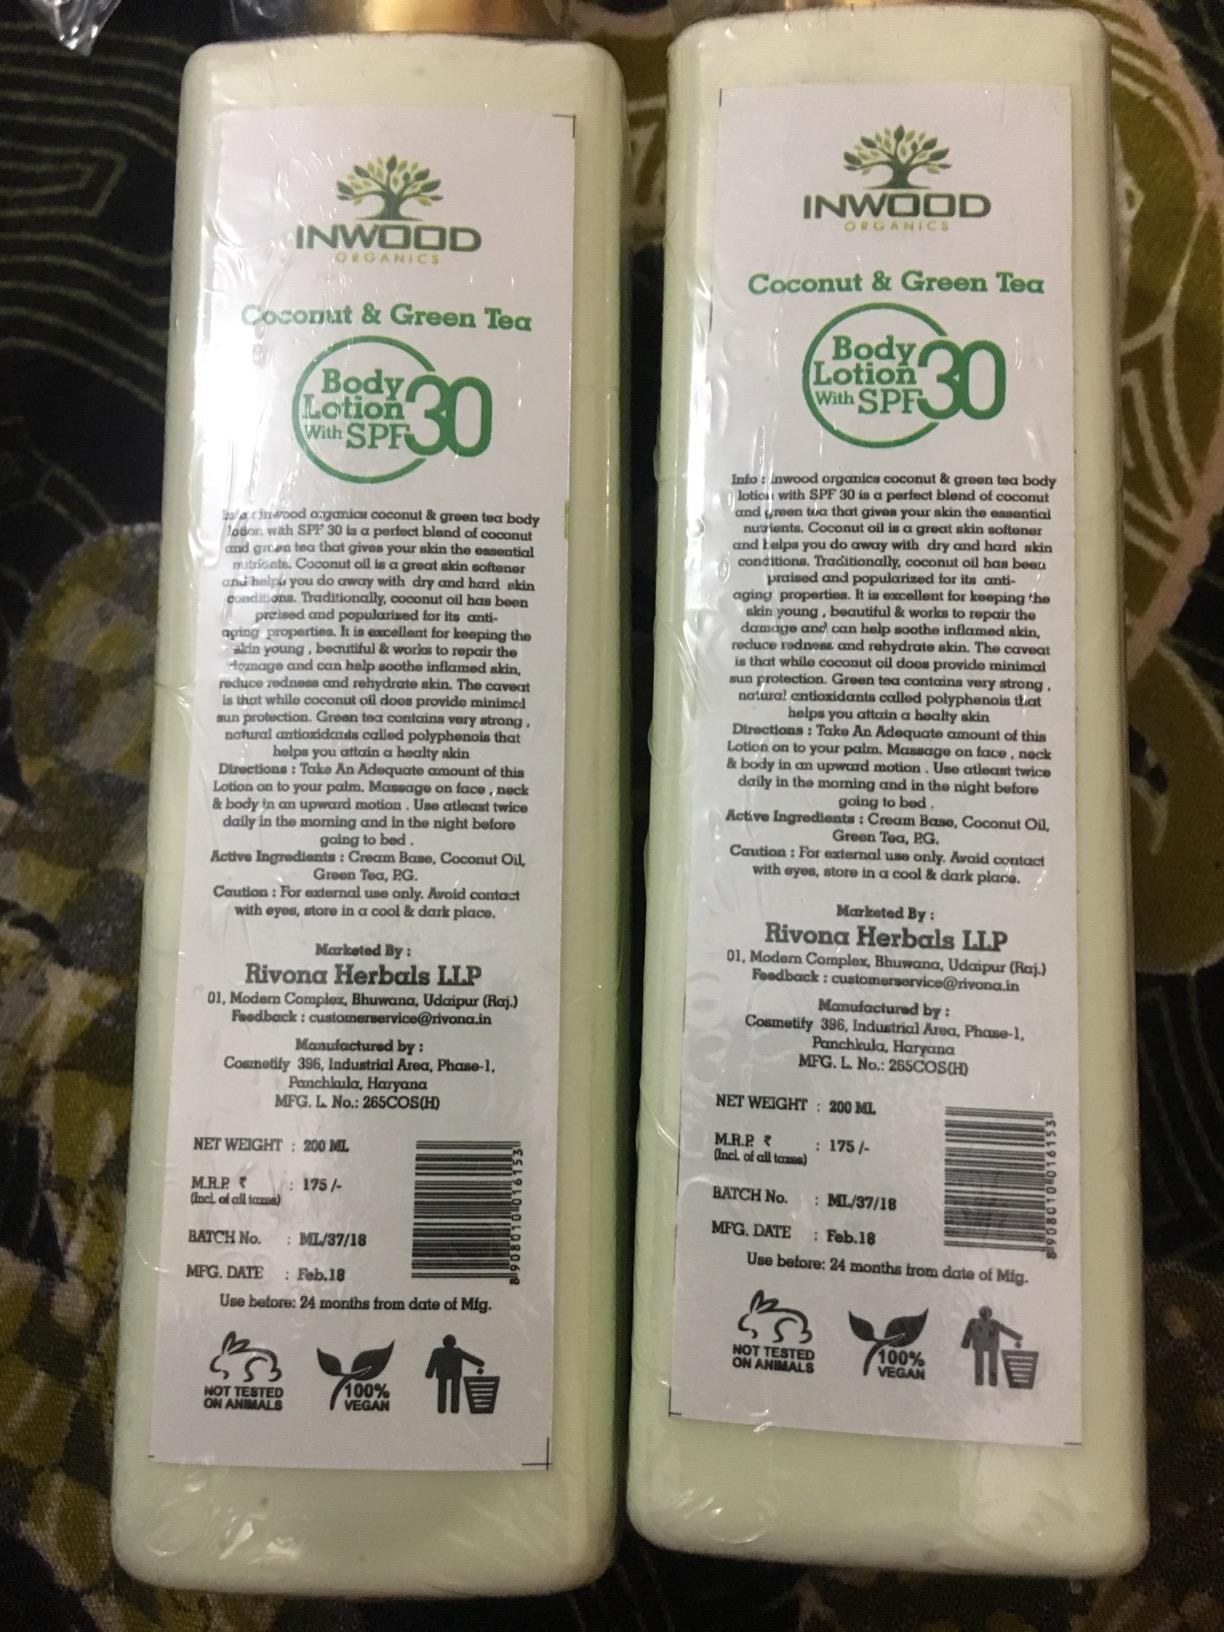 INWOOD
ORGANICS
Coconut & Green Tea
Body
Lotion
With SPF 30
Info : Inwood organics coconut & green tea body
lotion with SPF 30 is a perfect blend of coconut
and green tea that gives your skin the essential
nutrients. Coconut oil is a great skin softener
and helps you do away with dry and hard skin
conditions. Traditionally, coconut oil has been
praised and popularized for its anti-
aging properties. It is excellent for keeping the
skin young , beautiful & works to repair the
damage and can help soothe inflamed skin,
reduce redness and rehydrate skin. The caveat
is that while coconut oil does provide minimal
sun protection. Green tea contains very strong ,
natural antioxidants called polyphenois that
helps you attain a healty skin
Directions : Take An Adequate amount of this
Lotion on to your palm. Massage on face , neck
& body in an upward motion . Use atleast twice
daily in the morning and in the night before
going to bed .
Active Ingredients : Cream Base, Coconut Oil,
Green Tea, P.G.
Caution : For external use only. Avoid contact
with eyes, store in a cool & dark place.
Marketed By :
Rivona Herbals LLP
01, Modern Complex, Bhuwana, Udaipur (Raj.)
Feedback : customerservice@rivona.in
Manufactured by :
Cosmetify 396, Industrial Area, Phase-1,
Panchkula, Haryana
MFG. L. No.: 265COS(H)
NET WEIGHT : 200 ML
M.R.P. ₹ : 175 /-
(Incl. of all taxes)
BATCH No. : ML/37/18
MFG. DATE : Feb.18
Use before: 24 months from date of Mfg.
8 908010 016153
NOT TESTED
ON ANIMALS
100%
VEGAN
INWOOD
ORGANICS
Coconut & Green Tea
Body
Lotion
With SPF 30
Info : Inwood organics coconut & green tea body
lotion with SPF 30 is a perfect blend of coconut
and green tea that gives your skin the essential
nutrients. Coconut oil is a great skin softener
and helps you do away with dry and hard skin
conditions. Traditionally, coconut oil has been
praised and popularized for its anti-
aging properties. It is excellent for keeping the
skin young , beautiful & works to repair the
damage and can help soothe inflamed skin,
reduce redness and rehydrate skin. The caveat
is that while coconut oil does provide minimal
sun protection. Green tea contains very strong ,
natural antioxidants called polyphenois that
helps you attain a healty skin
Directions : Take An Adequate amount of this
Lotion on to your palm. Massage on face , neck
& body in an upward motion . Use atleast twice
daily in the morning and in the night before
going to bed .
Active Ingredients : Cream Base, Coconut Oil,
Green Tea, P.G.
Caution : For external use only. Avoid contact
with eyes, store in a cool & dark place.
Marketed By :
Rivona Herbals LLP
01, Modern Complex, Bhuwana, Udaipur (Raj.)
Feedback : customerservice@rivona.in
Manufactured by :
Cosmetify 396, Industrial Area, Phase-1,
Panchkula, Haryana
MFG. L. No.: 265COS(H)
NET WEIGHT : 200 ML
M.R.P. ₹ : 175 /-
(Incl. of all taxes)
BATCH No. : ML/37/18
MFG. DATE : Feb.18
Use before: 24 months from date of Mfg.
8 908010 016153
NOT TESTED
ON ANIMALS
100%
VEGAN